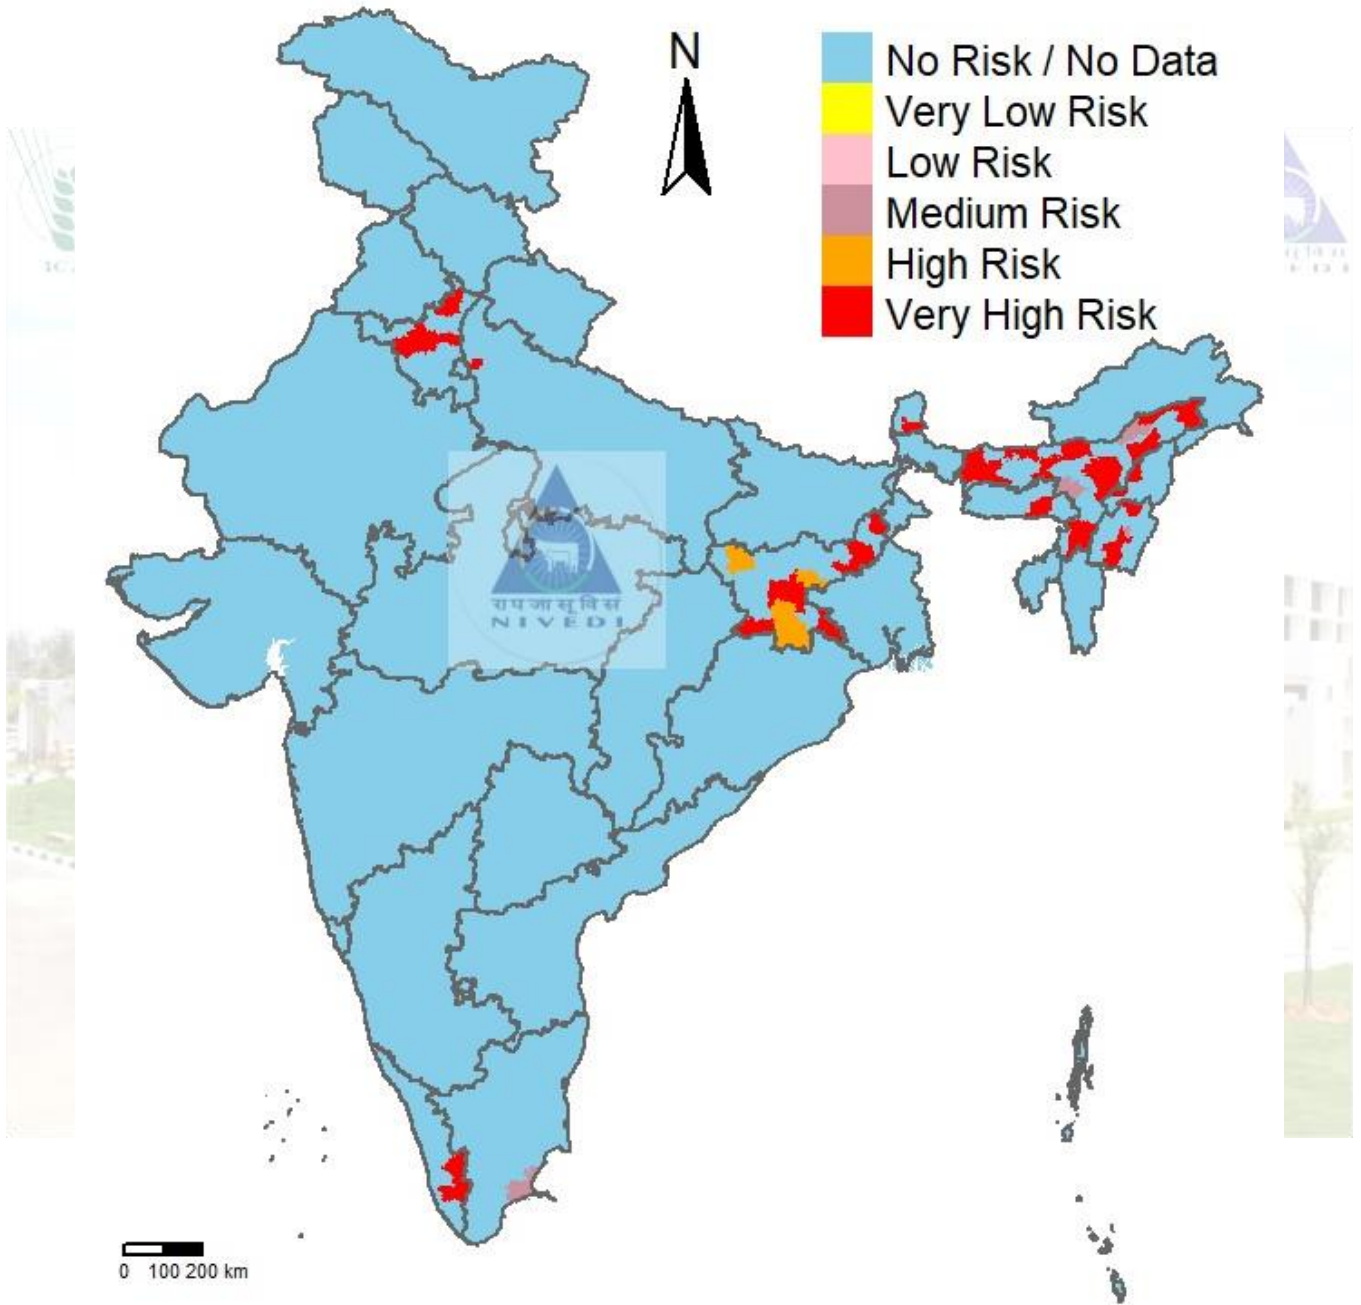 N
No Risk / No Data
Very Low Risk
Low Risk
Medium Risk
High Risk
Very High Risk
रापजासूविसं
NIVEDI
0 100 200 km